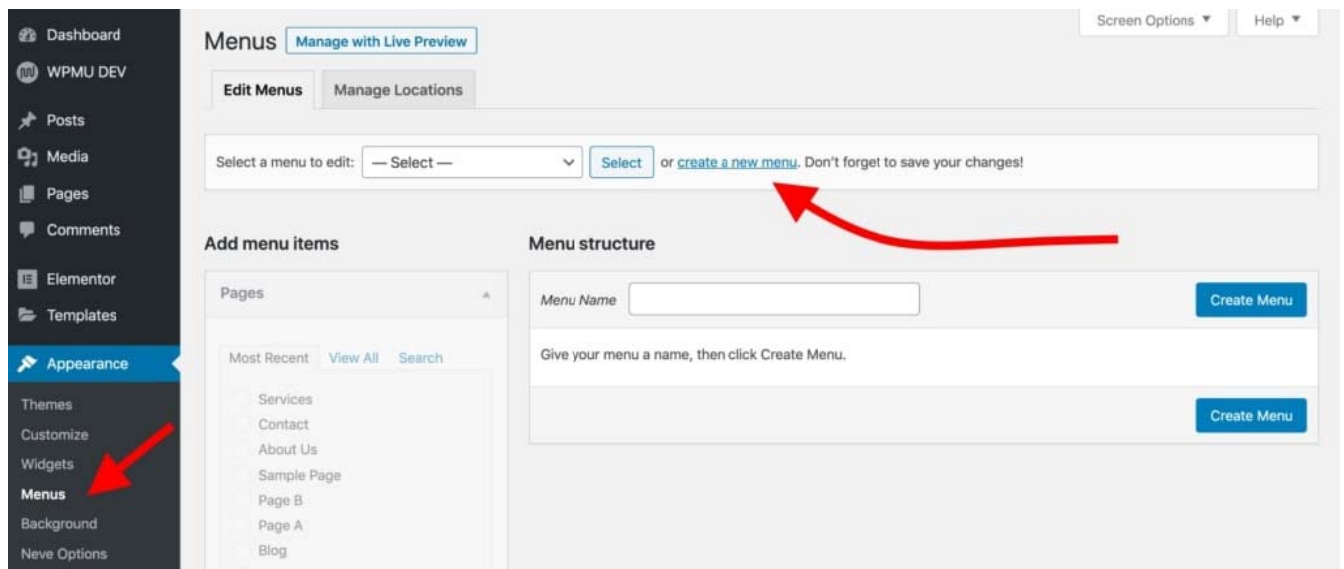 Dashboard
WPMU DEV
Posts
Media
Pages
Comments
Elementor
Templates
Appearance
Themes
Customize
Widgets
Menus
Background
Neve Options
Screen Options ▼
Help ▼
Menus
Manage with Live Preview
Edit Menus
Manage Locations
Select a menu to edit: — Select — Select or create a new menu. Don't forget to save your changes!
Add menu items
Pages
Most Recent View All Search
Services
Contact
About Us
Sample Page
Page B
Page A
Blog
Menu structure
Menu Name
Create Menu
Give your menu a name, then click Create Menu.
Create Menu